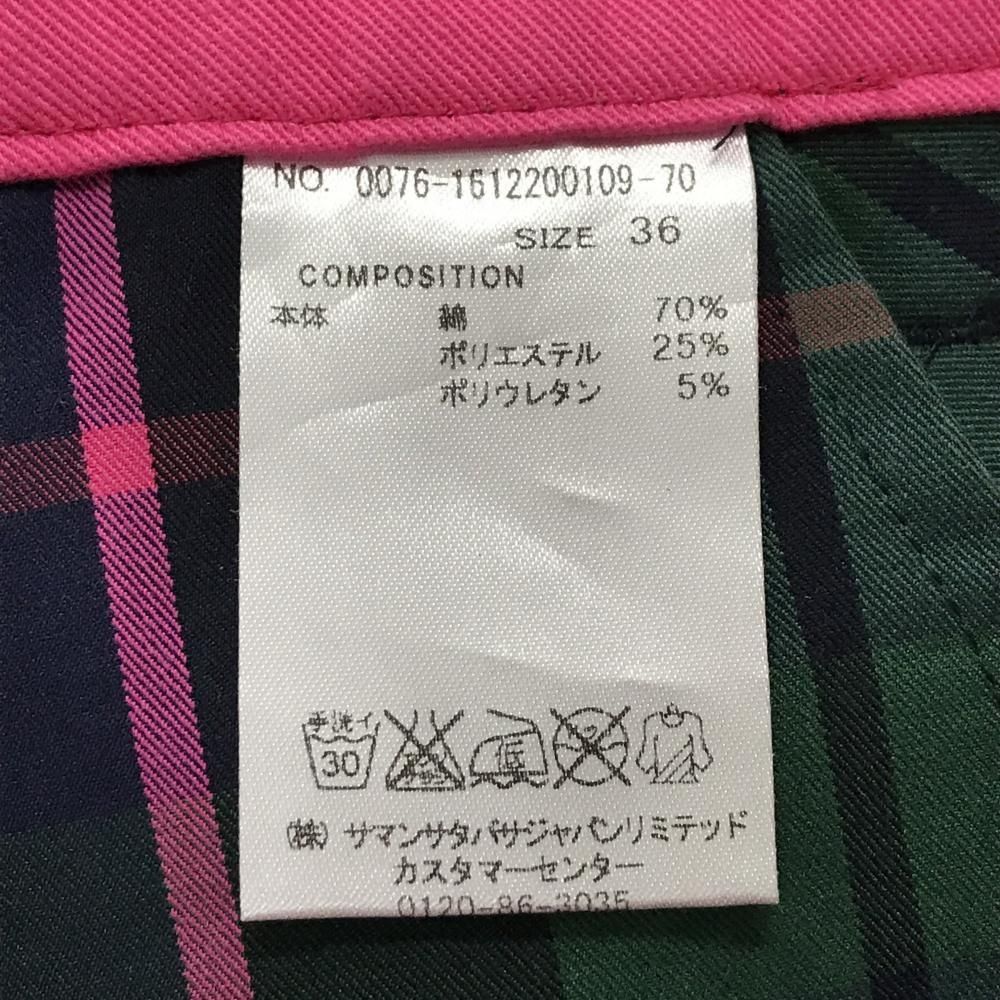 NO. 0076-1612200109-70
SIZE 36
COMPOSITION
本体 綿 70%
ポリエステル 25%
ポリウレタン 5%
手洗イ
30
低
(株) サマンサタバサジャパンリミテッド
カスタマーセンター
0120-86-3035